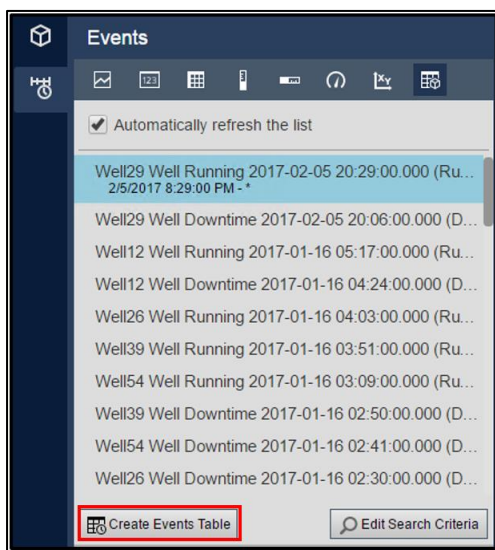 Events
123
XY
Automatically refresh the list
Well29 Well Running 2017-02-05 20:29:00.000 (Ru...
2/5/2017 8:29:00 PM - *
Well29 Well Downtime 2017-02-05 20:06:00.000 (D...
Well12 Well Running 2017-01-16 05:17:00.000 (Ru...
Well12 Well Downtime 2017-01-16 04:24:00.000 (D...
Well26 Well Running 2017-01-16 04:03:00.000 (Ru...
Well39 Well Running 2017-01-16 03:51:00.000 (Ru...
Well54 Well Running 2017-01-16 03:09:00.000 (Ru...
Well39 Well Downtime 2017-01-16 02:50:00.000 (D...
Well54 Well Downtime 2017-01-16 02:41:00.000 (D...
Well26 Well Downtime 2017-01-16 02:30:00.000 (D...
Create Events Table
Edit Search Criteria